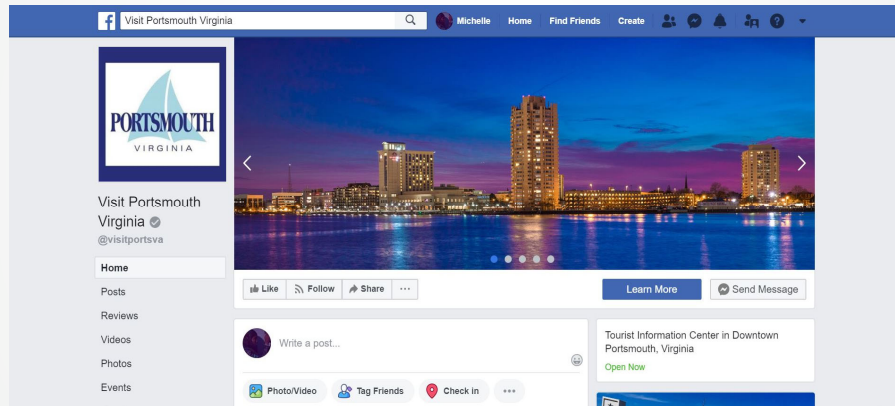 Visit Portsmouth Virginia
Michelle
Home
Find Friends
Create
PORTSMOUTH
VIRGINIA
Visit Portsmouth
Virginia
@visitportsva
Home
Posts
Reviews
Videos
Photos
Events
Like
Follow
Share
Learn More
Send Message
Write a post...
Photo/Video
Tag Friends
Check in
Tourist Information Center in Downtown
Portsmouth, Virginia
Open Now